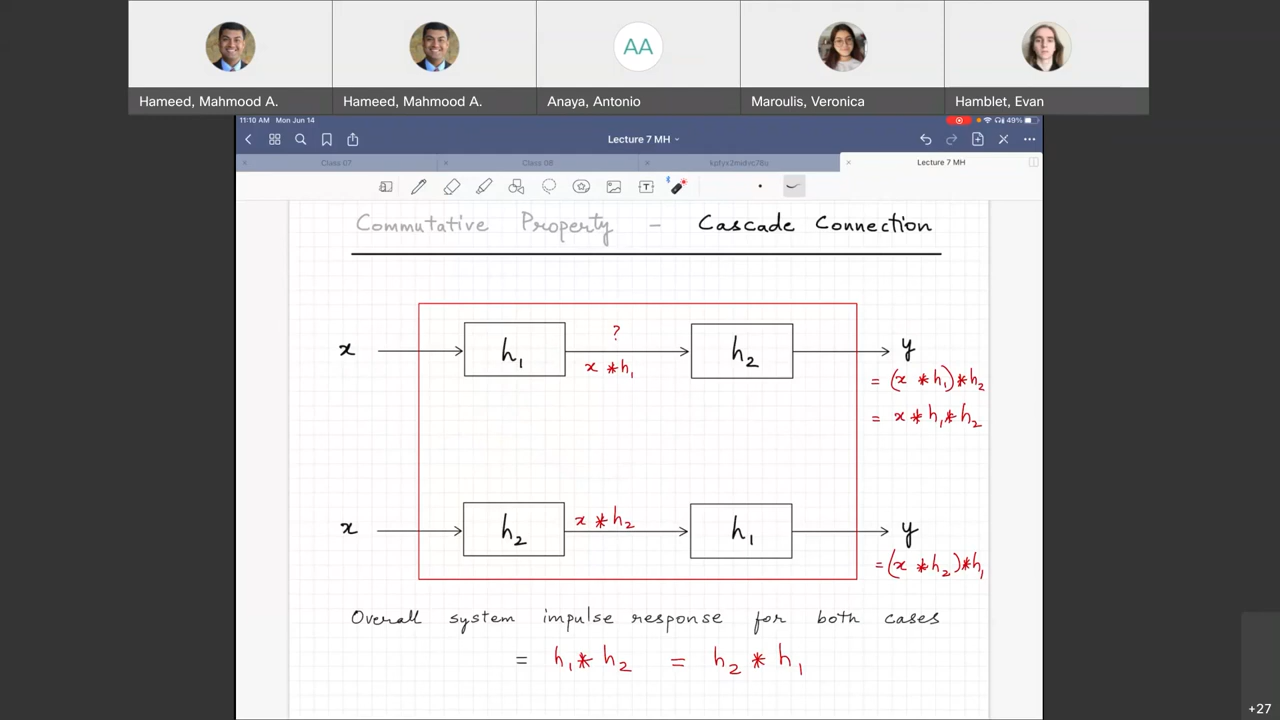 AA
Hameed, Mahmood A.
Hameed, Mahmood A.
Anaya, Antonio
Maroulis, Veronica
Hamblet, Evan
11:10 AM Mon Jun 14
49%
Lecture 7 MH
Class 07
Class 08
Lecture 7 MH
T
Commutative Property - Cascade Connection
x h₁ ? h₂ y
x * h₁
= (x * h₁) * h₂
= x * h₁ * h₂
x h₂ x * h₂ h₁ y
= (x * h₂) * h₁
Overall system impulse response for both cases
= h₁ * h₂ = h₂ * h₁
+27